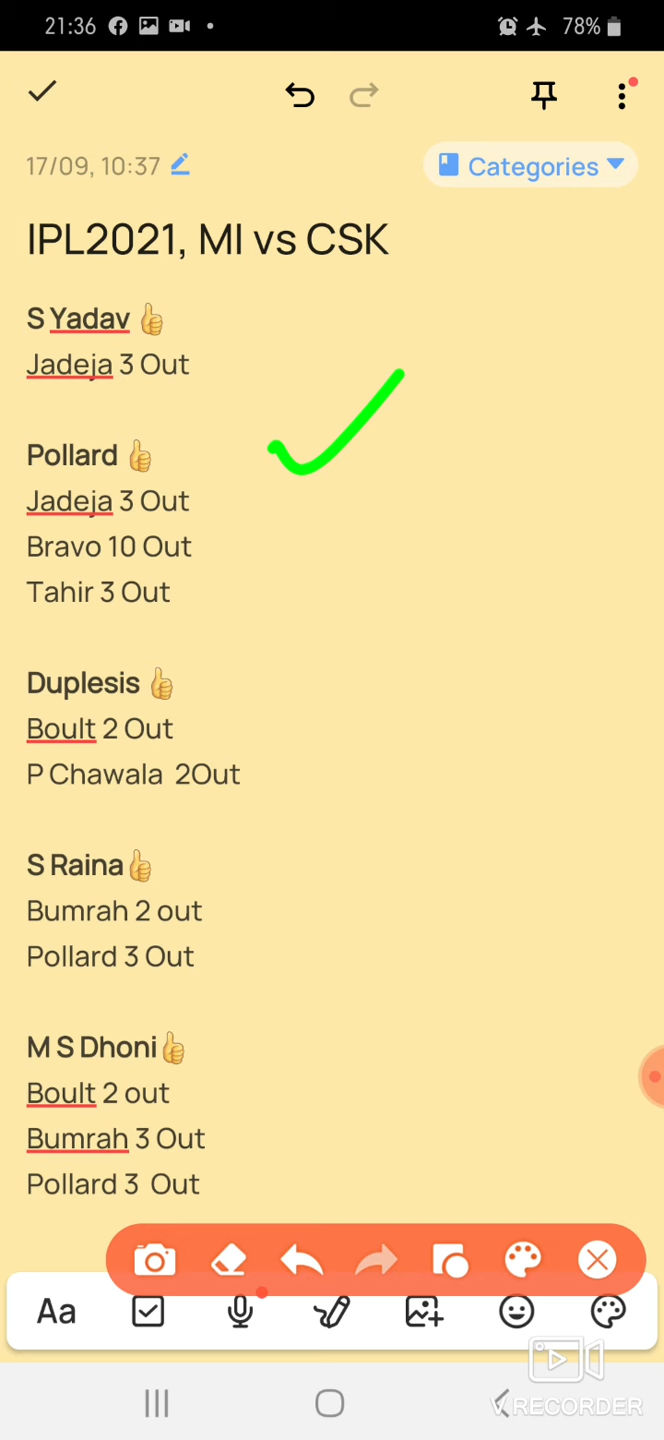 21:36
78%
17/09, 10:37
Categories
IPL2021, MI vs CSK
S Yadav 👍
Jadeja 3 Out
Pollard 👍
Jadeja 3 Out
Bravo 10 Out
Tahir 3 Out
Duplesis 👍
Boult 2 Out
P Chawala 2Out
S Raina👍
Bumrah 2 out
Pollard 3 Out
M S Dhoni👍
Boult 2 out
Bumrah 3 Out
Pollard 3 Out
Aa
V RECORDER